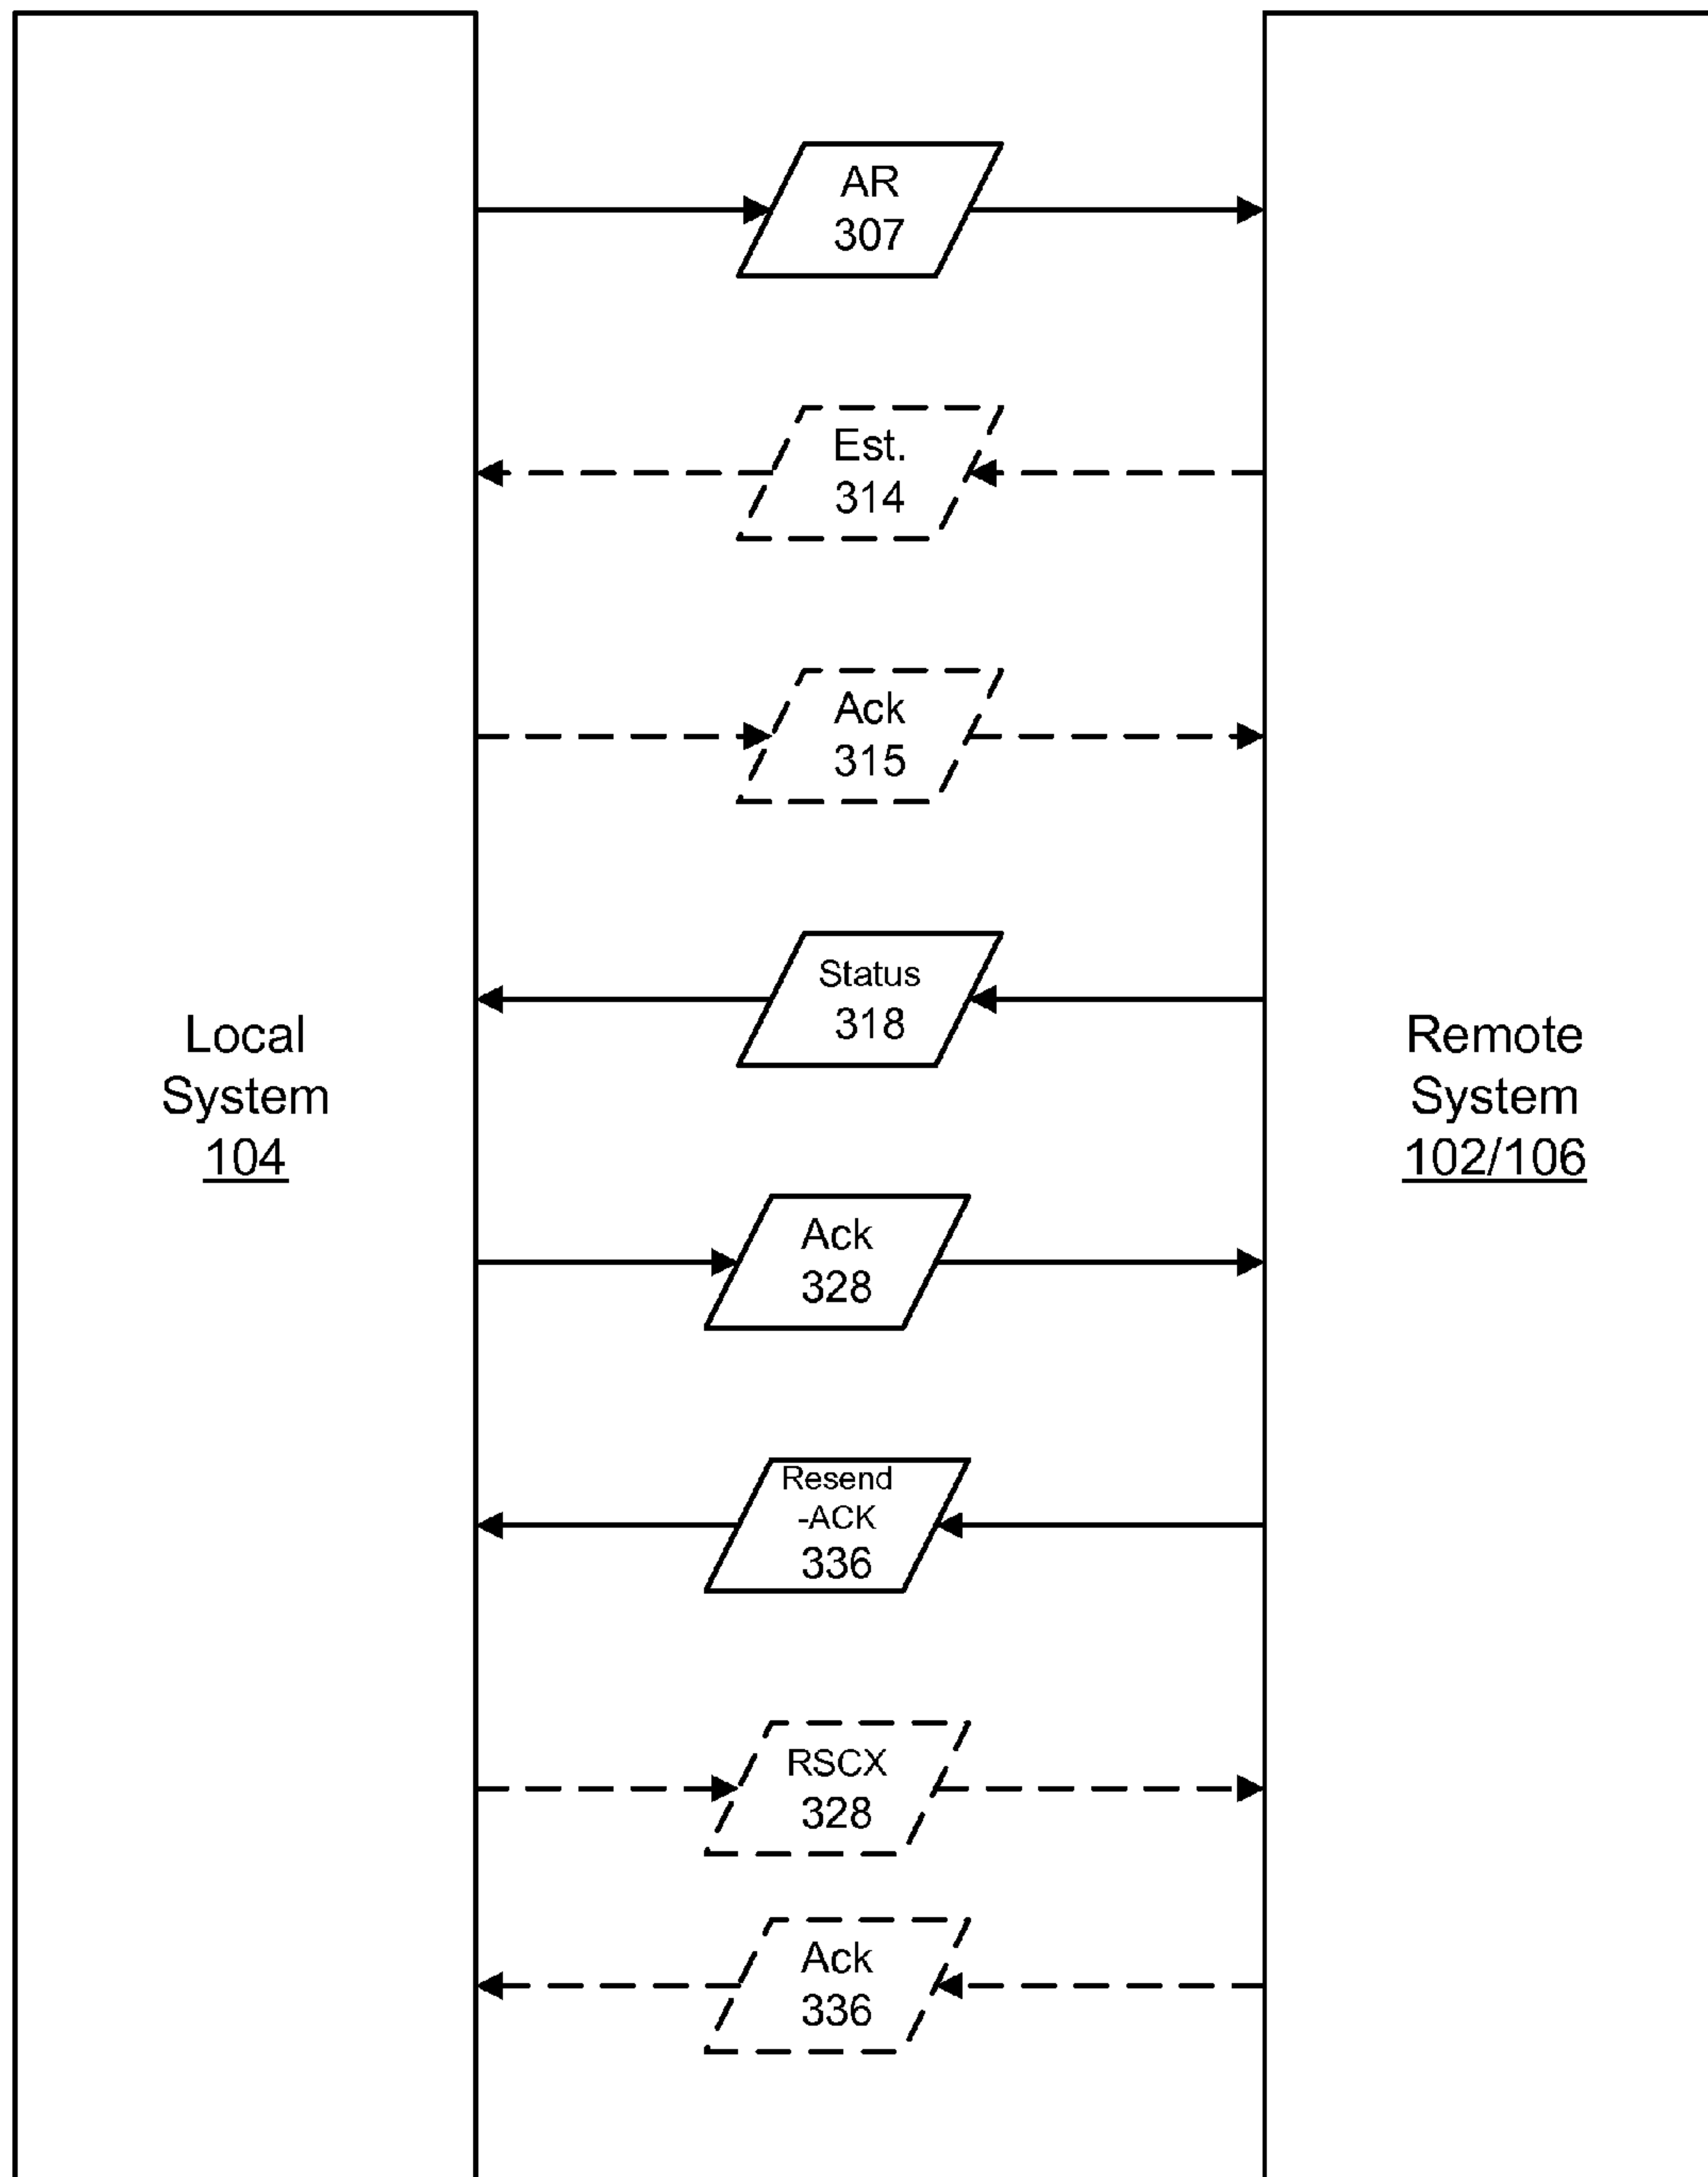 AR
307
Est.
314
Ack
315
Status
318
Local
System
104
Remote
System
102/106
Ack
328
Resend
-ACK
336
RSCX
328
Ack
336